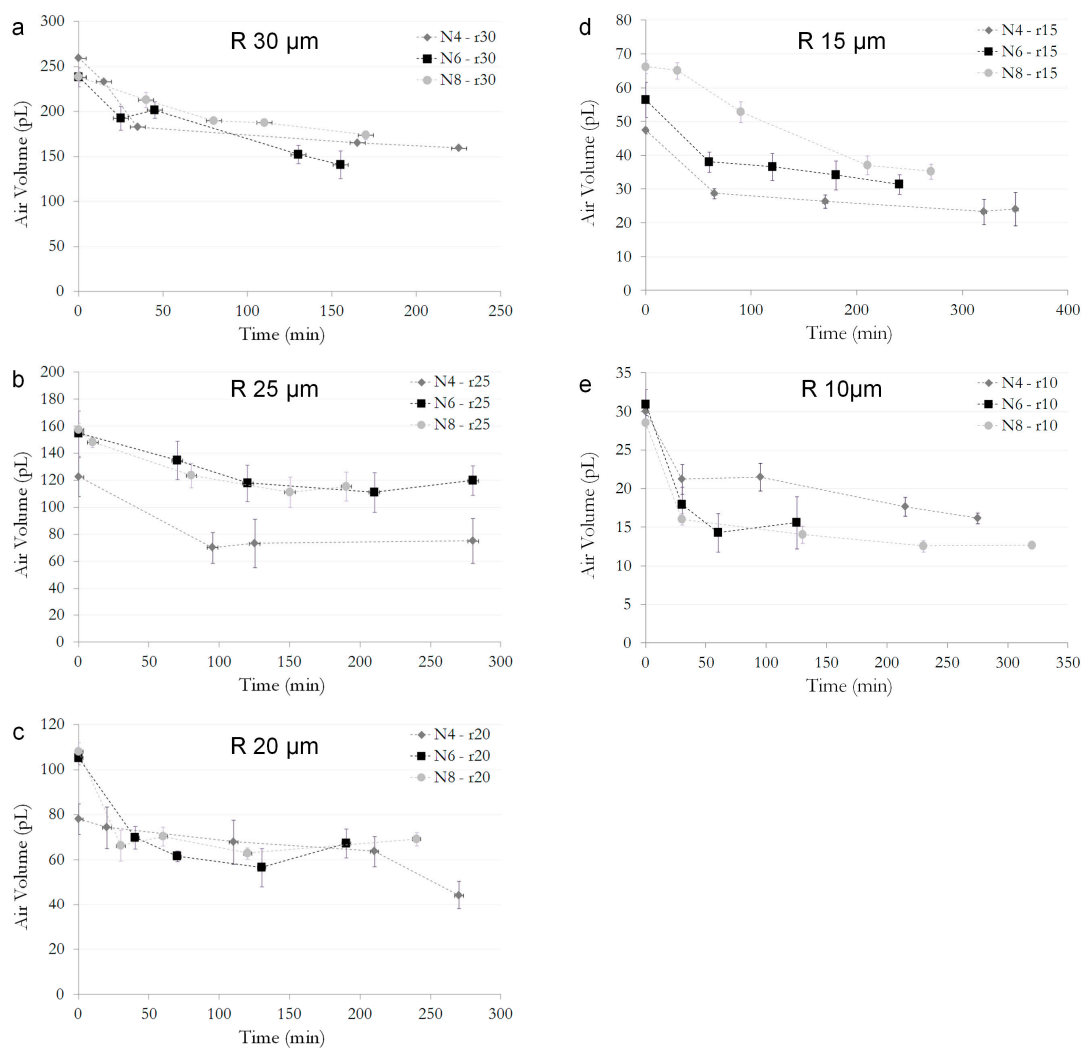 a
R 30 µm
N4 - r30
N6 - r30
N8 - r30
300
250
200
150
100
50
0
Air Volume (pL)
0 50 100 150 200 250
Time (min)
b
R 25 µm
N4 - r25
N6 - r25
N8 - r25
200
180
160
140
120
100
80
60
40
20
0
Air Volume (pL)
0 50 100 150 200 250 300
Time (min)
c
R 20 µm
N4 - r20
N6 - r20
N8 - r20
120
100
80
60
40
20
0
Air Volume (pL)
0 50 100 150 200 250 300
Time (min)
d
R 15 µm
N4 - r15
N6 - r15
N8 - r15
80
70
60
50
40
30
20
10
0
Air Volume (pL)
0 100 200 300 400
Time (min)
e
R 10µm
N4 - r10
N6 - r10
N8 - r10
35
30
25
20
15
10
5
0
Air Volume (pL)
0 50 100 150 200 250 300 350
Time (min)